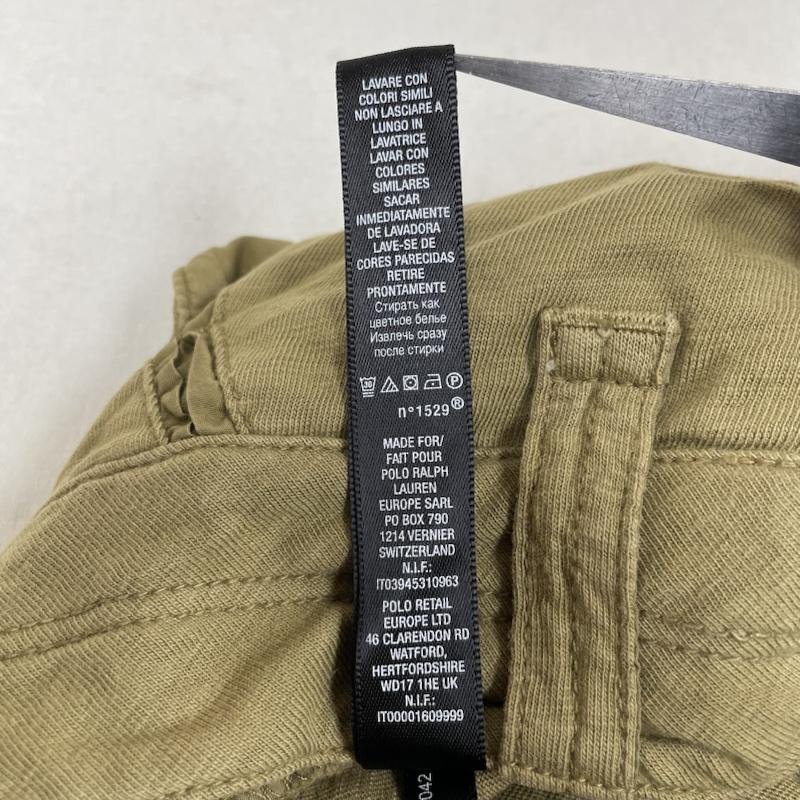 LAVARE CON
COLORI SIMILI
NON LASCIARE A
LUNGO IN
LAVATRICE
LAVAR CON
COLORES
SIMILARES
SACAR
INMEDIATAMENTE
DE LAVADORA
LAVE-SE DE
CORES PARECIDAS
RETIRE
PRONTAMENTE
Стирать как
цветное белье
Извлечь сразу
после стирки
30 P
n°1529®
MADE FOR/
FAIT POUR
POLO RALPH
LAUREN
EUROPE SARL
PO BOX 790
1214 VERNIER
SWITZERLAND
N.I.F.:
IT03945310963
POLO RETAIL
EUROPE LTD
46 CLARENDON RD
WATFORD,
HERTFORDSHIRE
WD17 1HE UK
N.I.F.:
IT00001609999
042